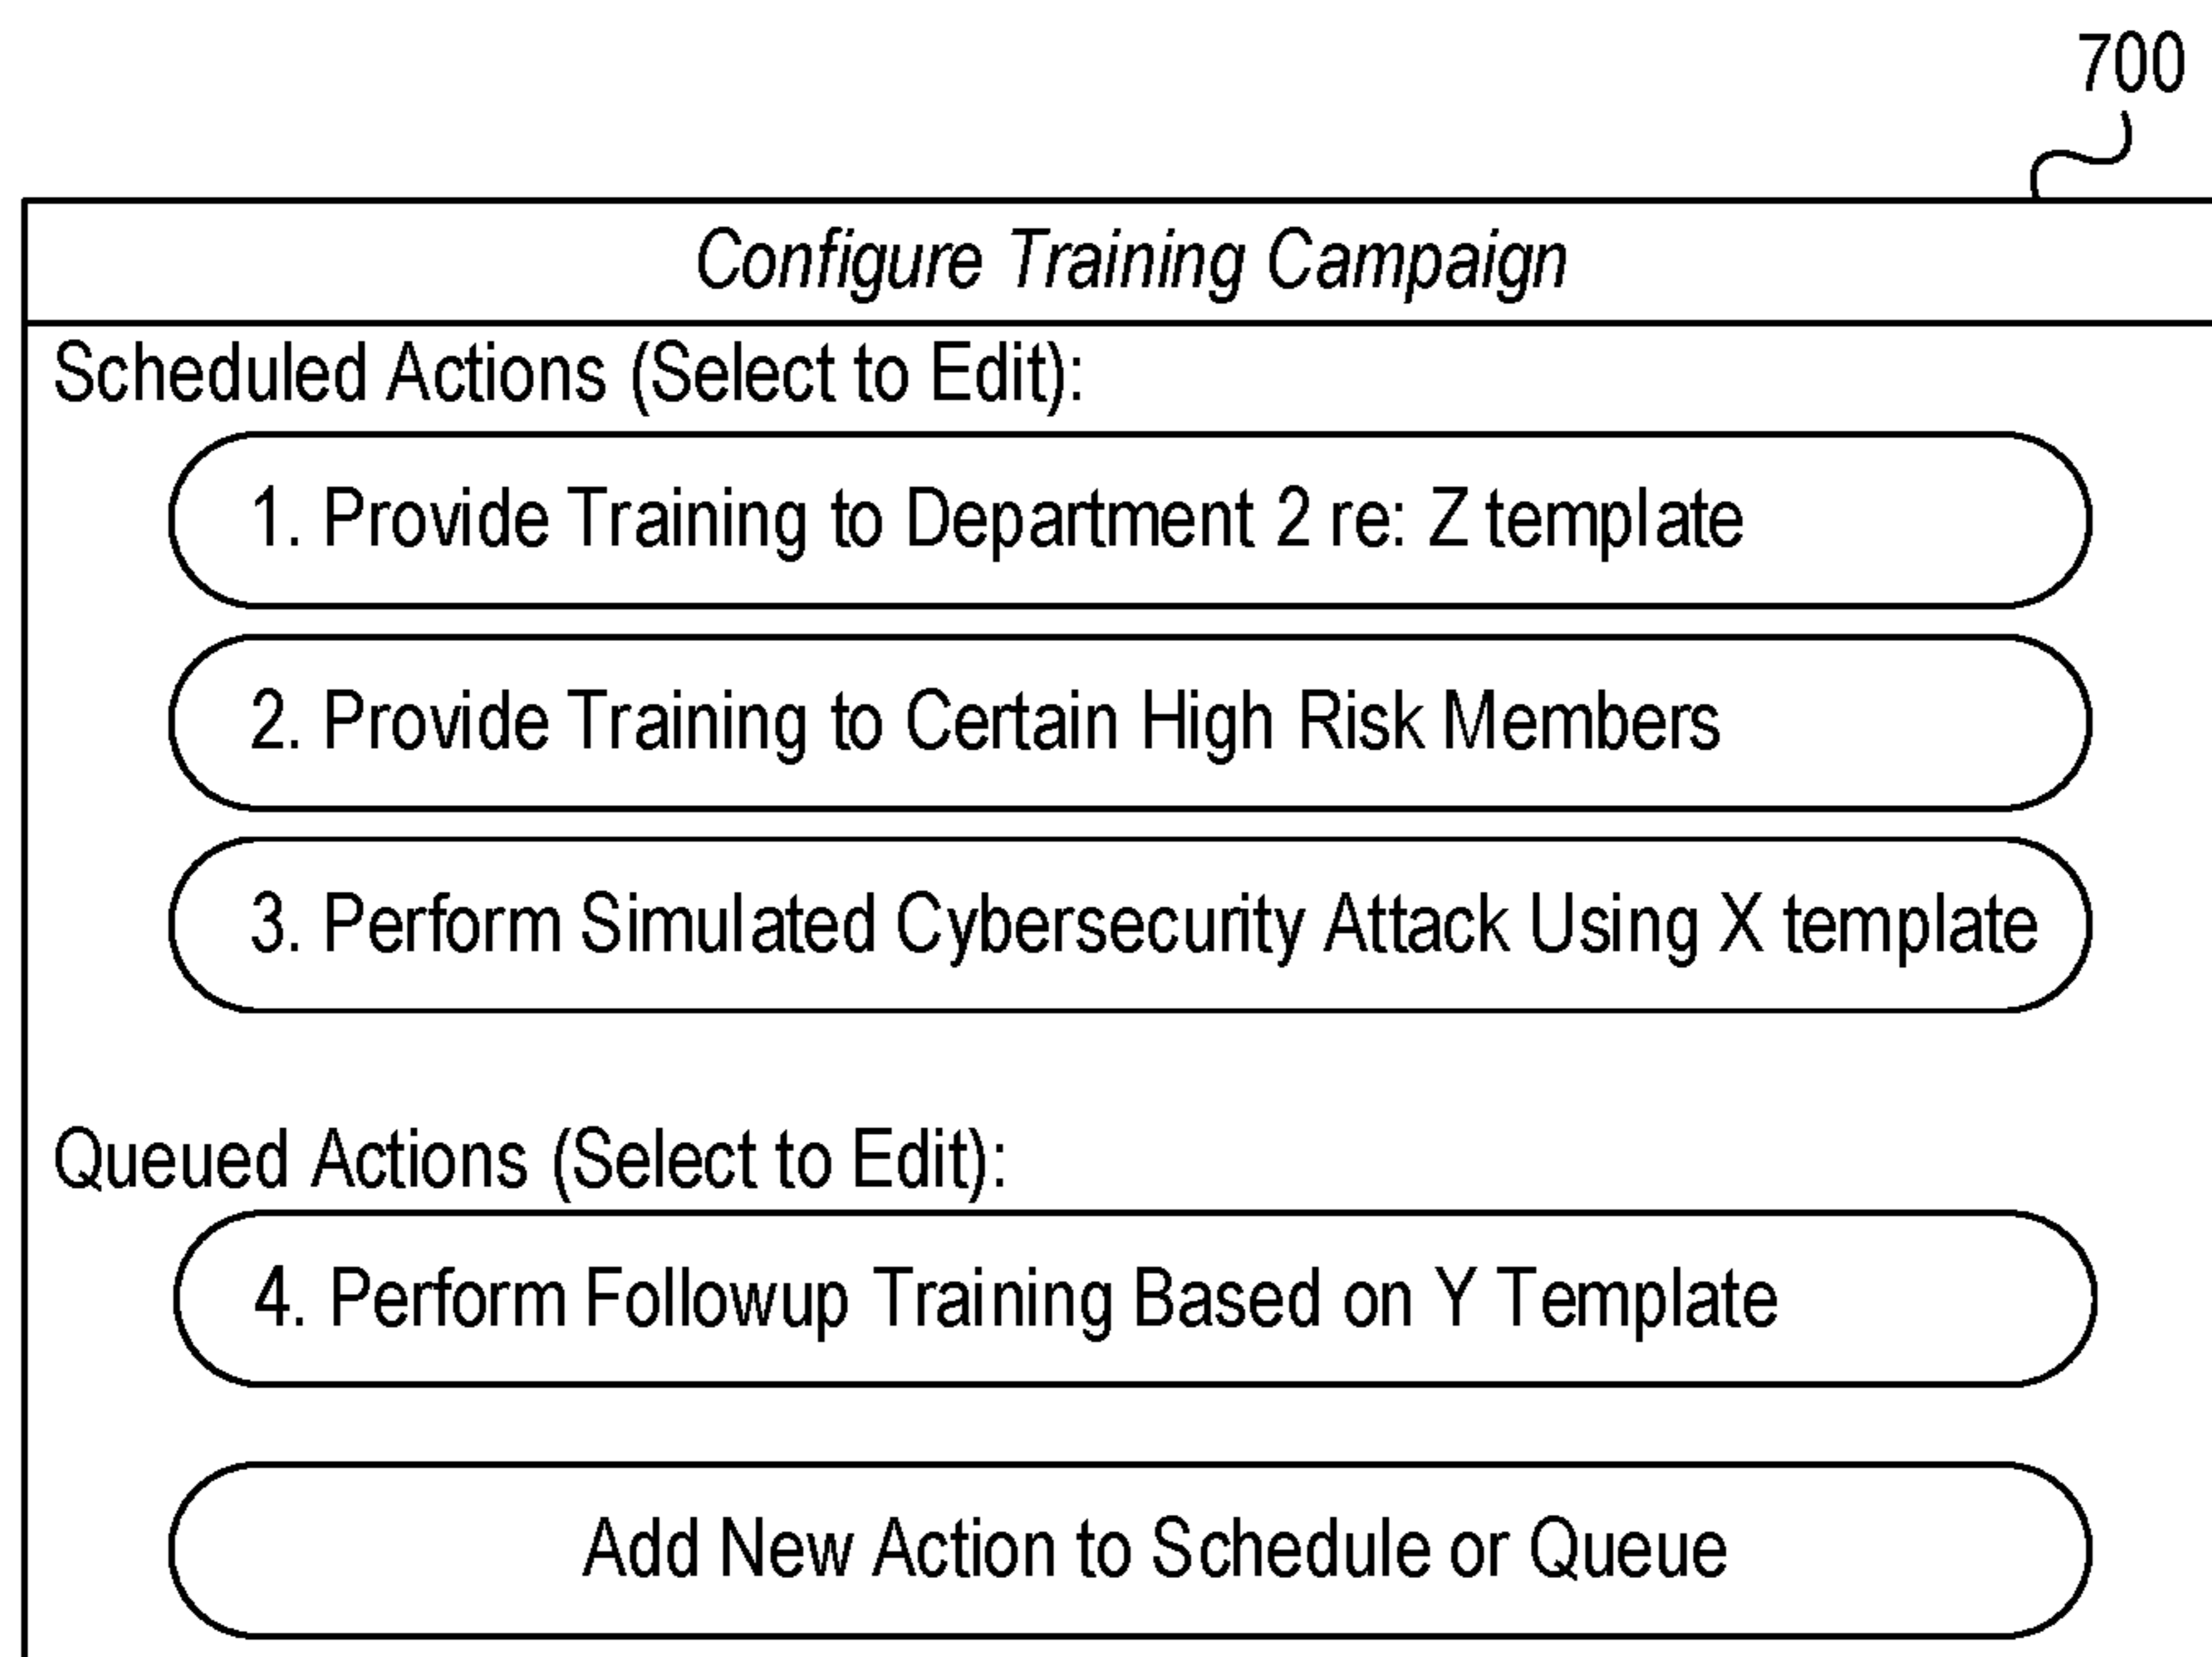 700
Configure Training Campaign
Scheduled Actions (Select to Edit):
1. Provide Training to Department 2 re: Z template
2. Provide Training to Certain High Risk Members
3. Perform Simulated Cybersecurity Attack Using X template
Queued Actions (Select to Edit):
4. Perform Followup Training Based on Y Template
Add New Action to Schedule or Queue